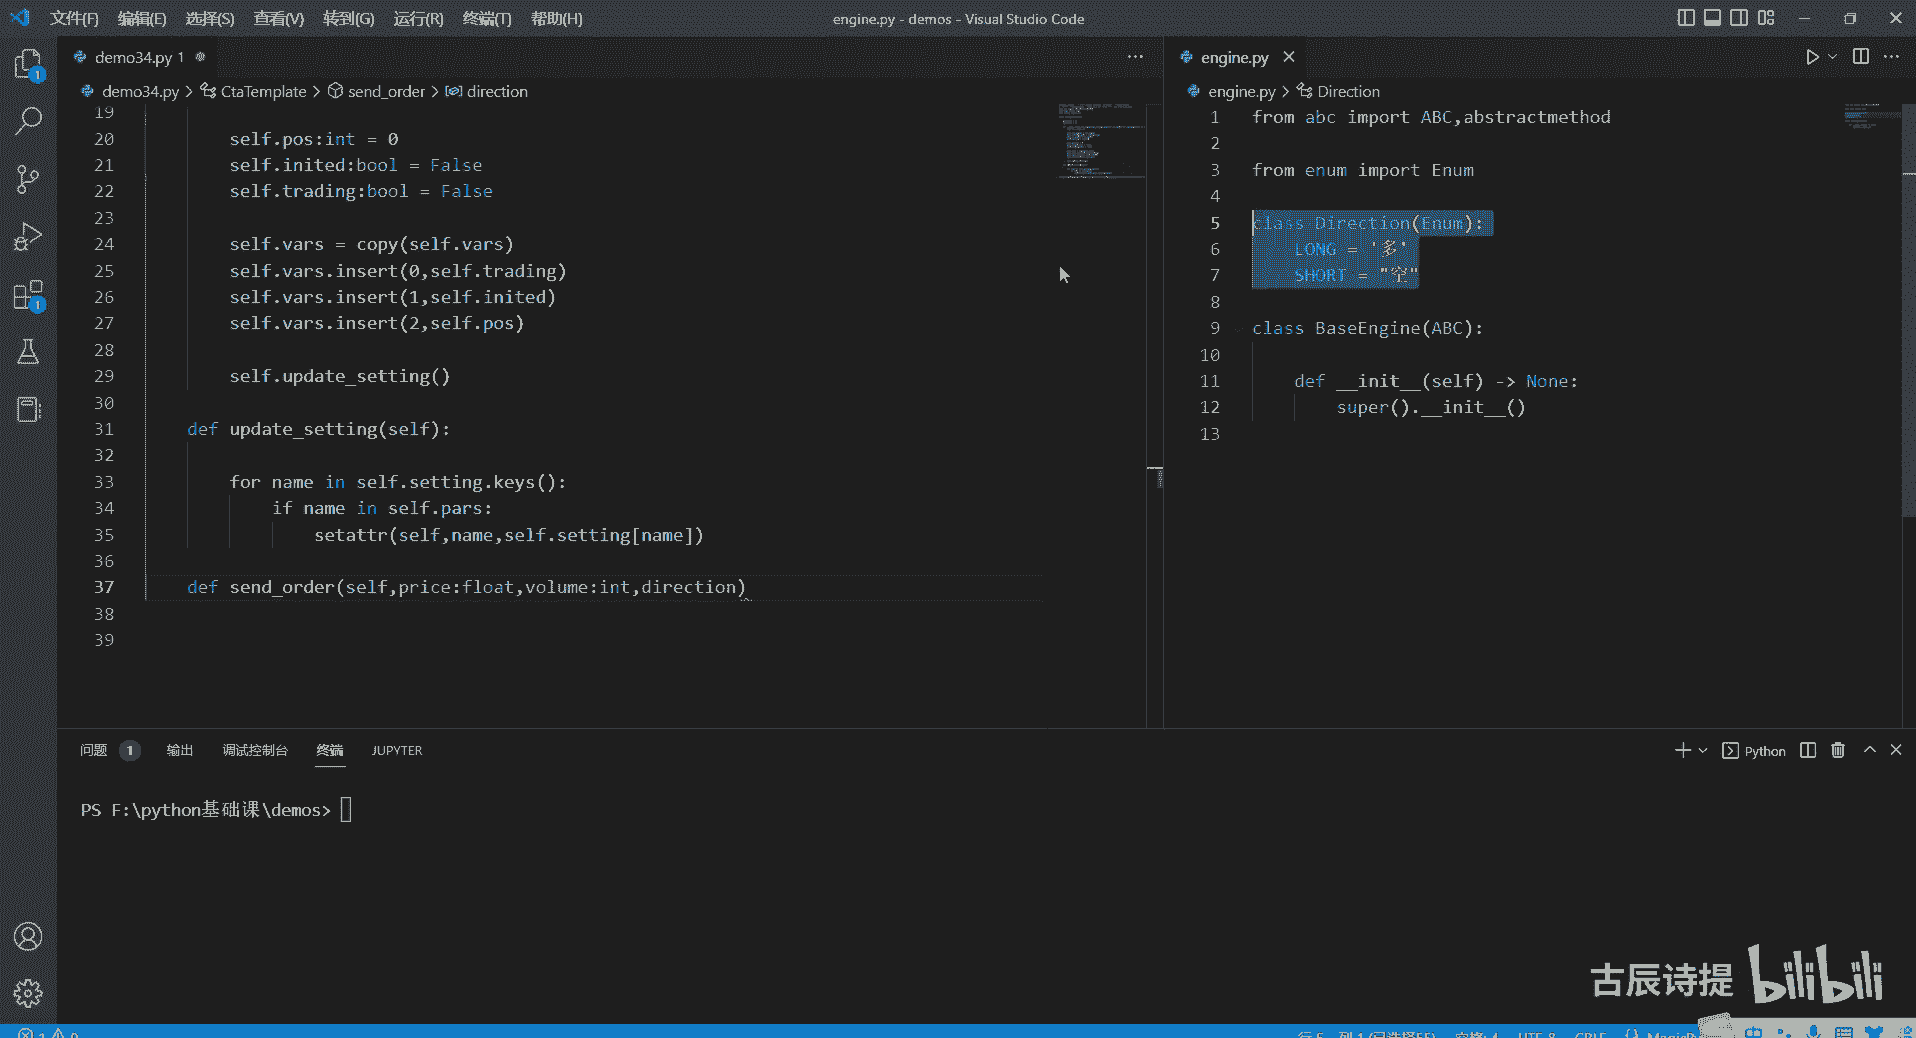 文件(F) 编辑(E) 选择(S) 查看(V) 转到(G) 运行(R) 终端(T) 帮助(H) engine.py - demos - Visual Studio Code
demo34.py 1
demo34.py > CtaTemplate > send_order > direction
19
20 self.pos:int = 0
21 self.inited:bool = False
22 self.trading:bool = False
23
24 self.vars = copy(self.vars)
25 self.vars.insert(0,self.trading)
26 self.vars.insert(1,self.inited)
27 self.vars.insert(2,self.pos)
28
29 self.update_setting()
30
31 def update_setting(self):
32
33 for name in self.setting.keys():
34 if name in self.pars:
35 setattr(self,name,self.setting[name])
36
37 def send_order(self,price:float,volume:int,direction)
38
39
engine.py
engine.py > Direction
1 from abc import ABC,abstractmethod
2
3 from enum import Enum
4
5 class Direction(Enum):
6 LONG = '多'
7 SHORT = "空"
8
9 class BaseEngine(ABC):
10
11 def __init__(self) -> None:
12 super().__init__()
13
问题 1 输出 调试控制台 终端 JUPYTER
Python
PS F:\python基础课\demos>
古辰诗提 bilibili